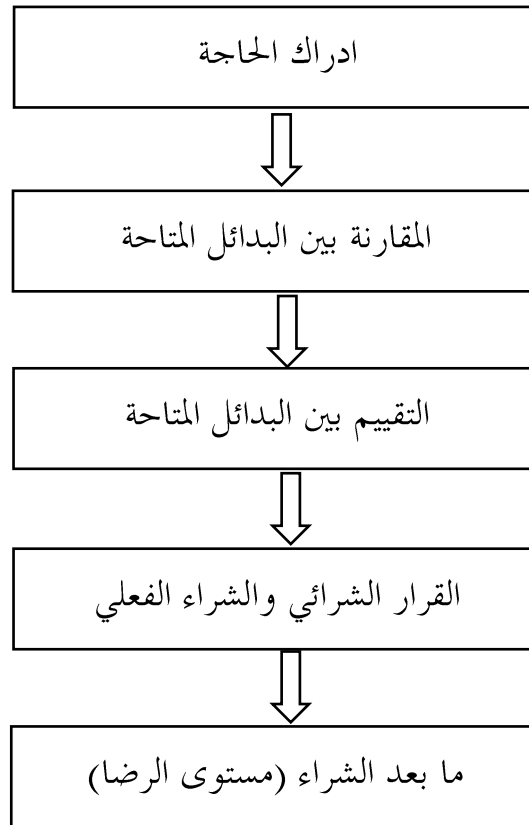 ادراك الحاجة
المقارنة بين البدائل المتاحة
التقييم بين البدائل المتاحة
القرار الشرائي والشراء الفعلي
ما بعد الشراء (مستوى الرضا)